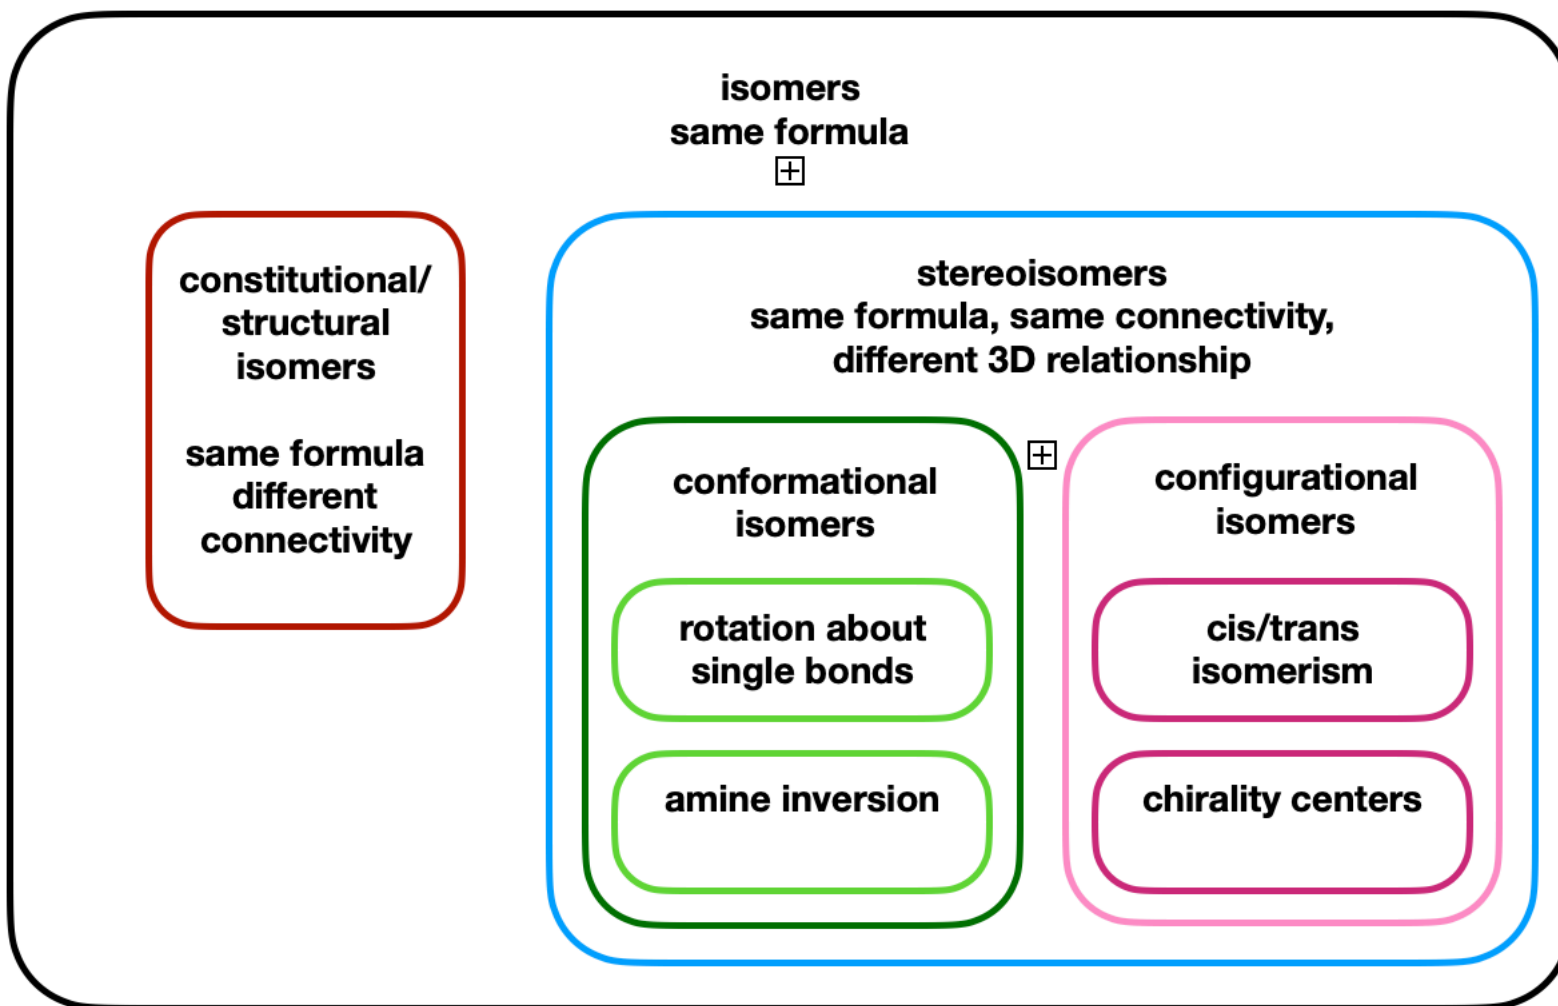 isomers
same formula
constitutional/
structural
isomers
same formula
different
connectivity
stereoisomers
same formula, same connectivity,
different 3D relationship
conformational
isomers
rotation about
single bonds
amine inversion
configurational
isomers
cis/trans
isomerism
chirality centers